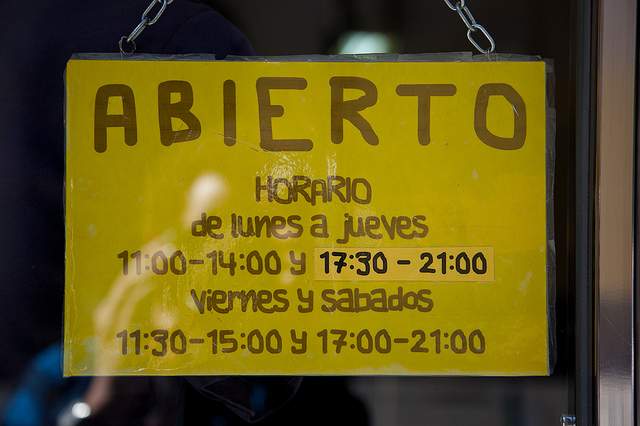 ABIERTO
HORARIO
de lunes a jueves
11:00-14:00 y 17:30 - 21:00
viernes y sabados
11:30-15:00 y 17:00-21:00